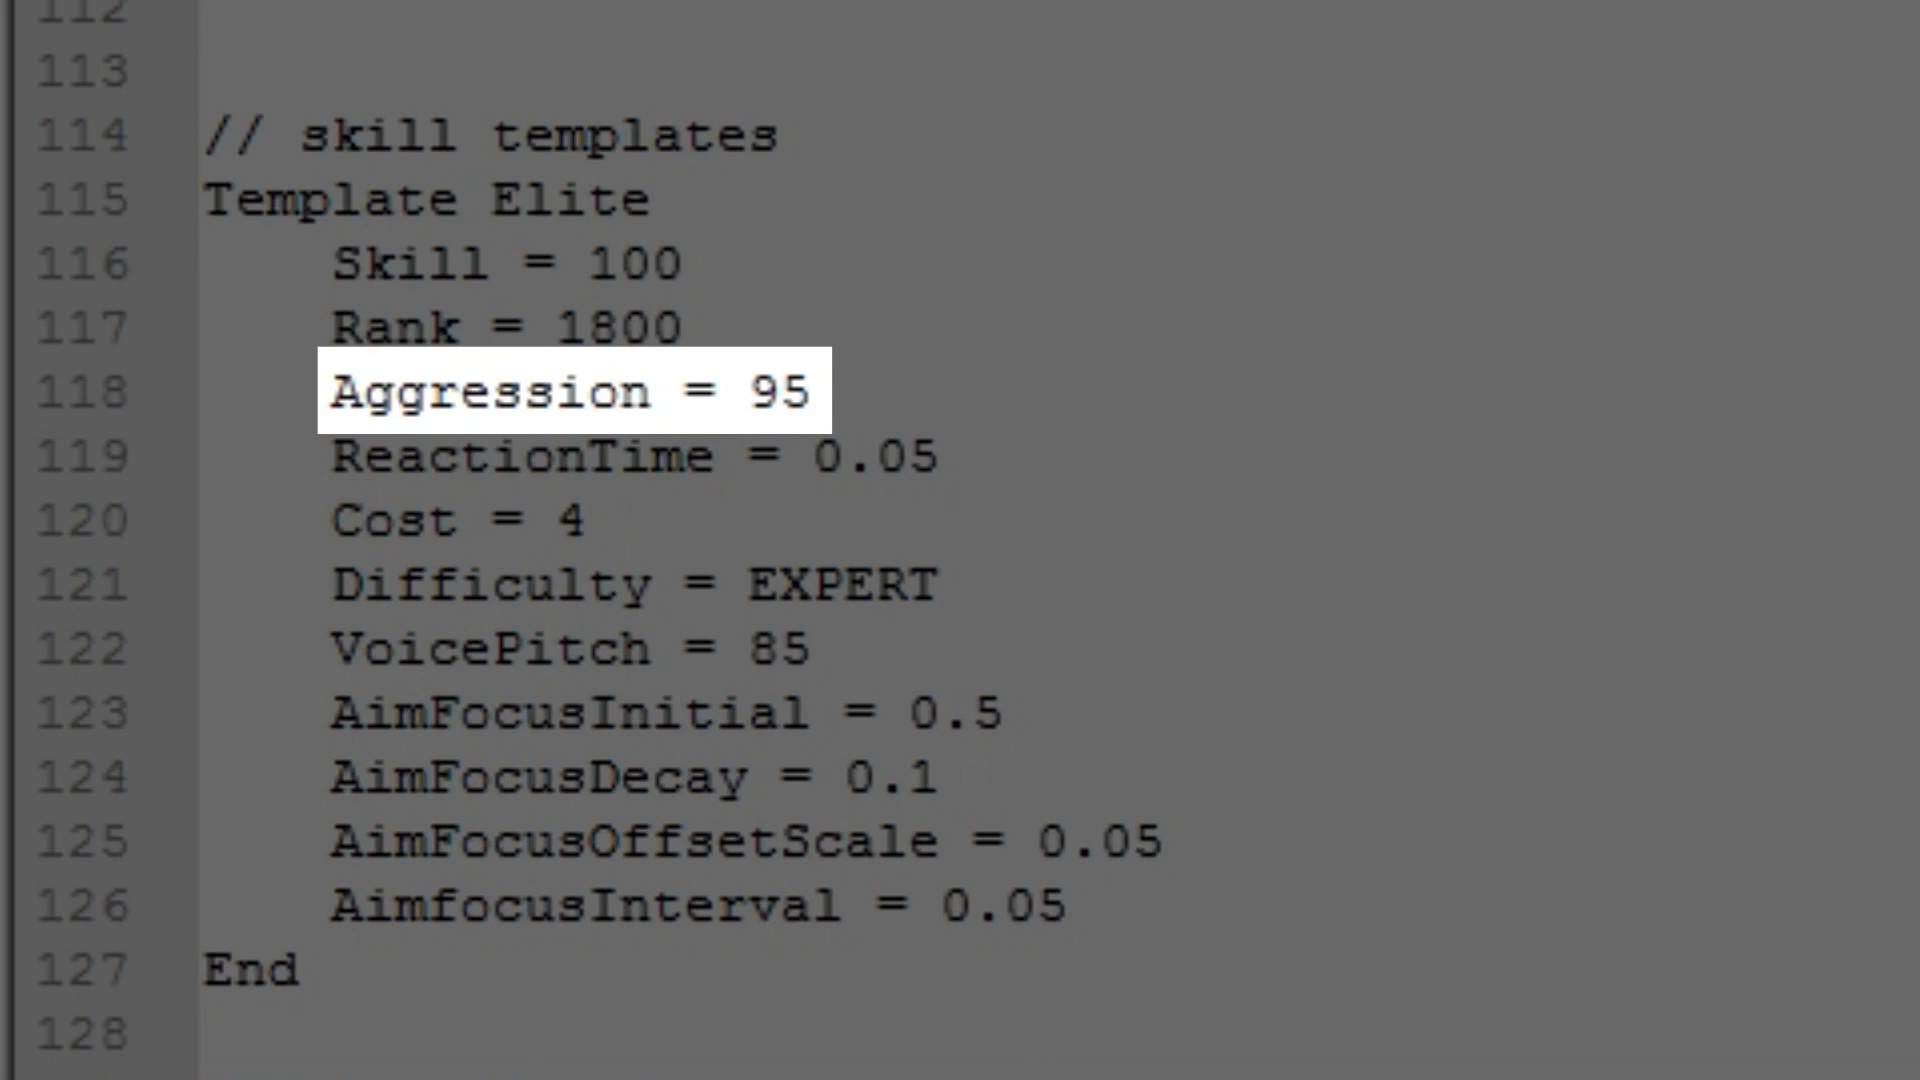 112
113
114 // skill templates
115 Template Elite
116 Skill = 100
117 Rank = 1800
118 Aggression = 95
119 ReactionTime = 0.05
120 Cost = 4
121 Difficulty = EXPERT
122 VoicePitch = 85
123 AimFocusInitial = 0.5
124 AimFocusDecay = 0.1
125 AimFocusOffsetScale = 0.05
126 AimfocusInterval = 0.05
127 End
128